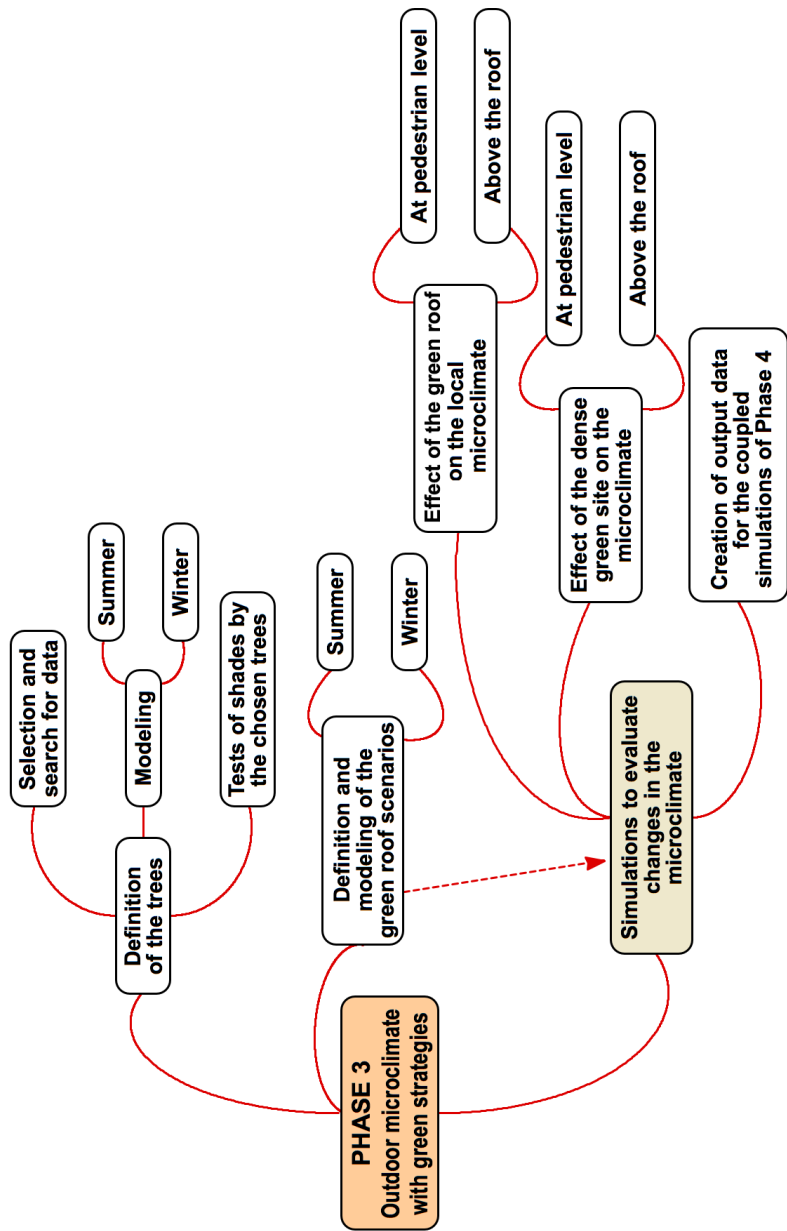 PHASE 3
Outdoor microclimate
with green strategies
Definition
of the trees
Selection and
search for data
Modeling
Summer
Winter
Tests of shades by
the chosen trees
Definition and
modeling of the
green roof scenarios
Summer
Winter
Simulations to evaluate
changes in the
microclimate
Effect of the green roof
on the local
microclimate
At pedestrian level
Above the roof
Effect of the dense
green site on the
microclimate
At pedestrian level
Above the roof
Creation of output data
for the coupled
simulations of Phase 4